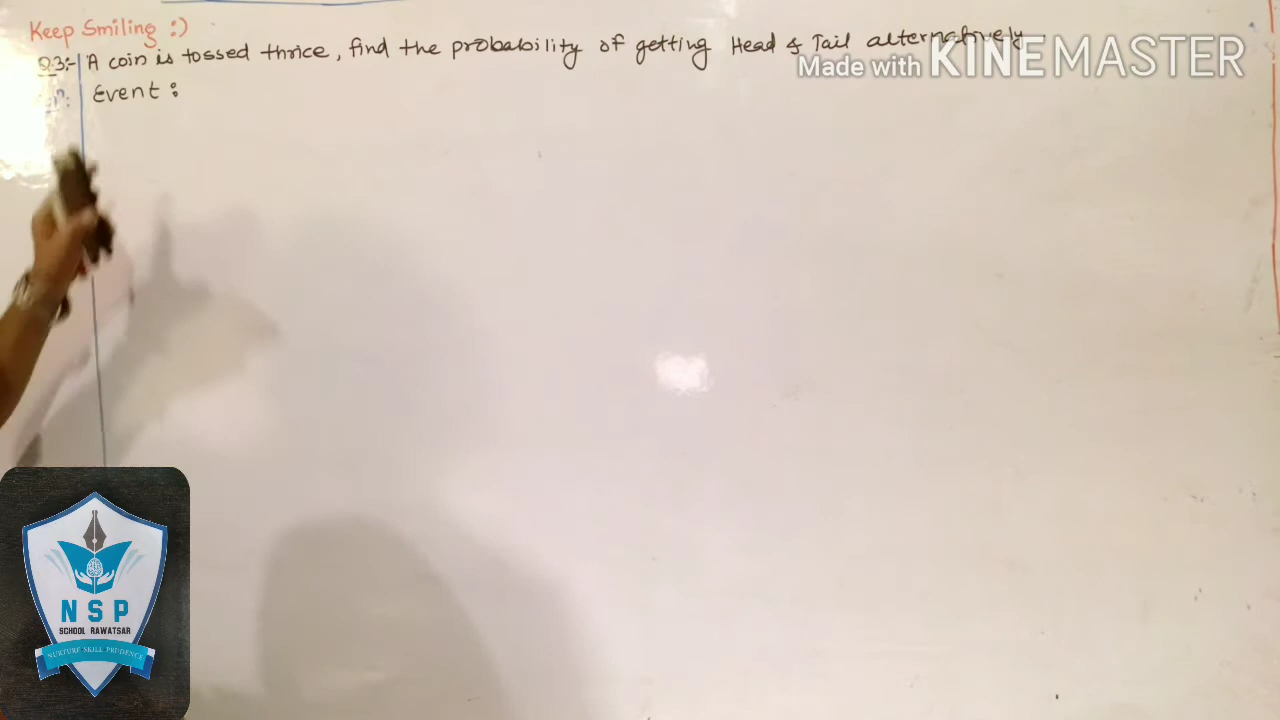 Keep Smiling :)
Q3:- A coin is tossed thrice, find the probability of getting Head & Tail alternatively
Event :
Made with KINEMASTER
NSP
SCHOOL RAWATSAR
NURTURE SKILL PRUDENCE